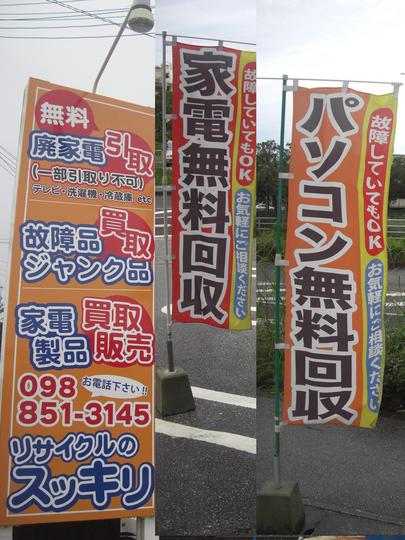 無料
廃家電引取
(一部引取り不可)
テレビ・洗濯機・冷蔵庫 etc
故障品
ジャンク品
買取
家電
製品
買取
販売
098
お電話下さい!!
851-3145
リサイクルの
スッキリ
家電無料回収
故障していてもOK
お気軽にご相談ください
パソコン無料回収
故障していてもOK
お気軽にご相談ください